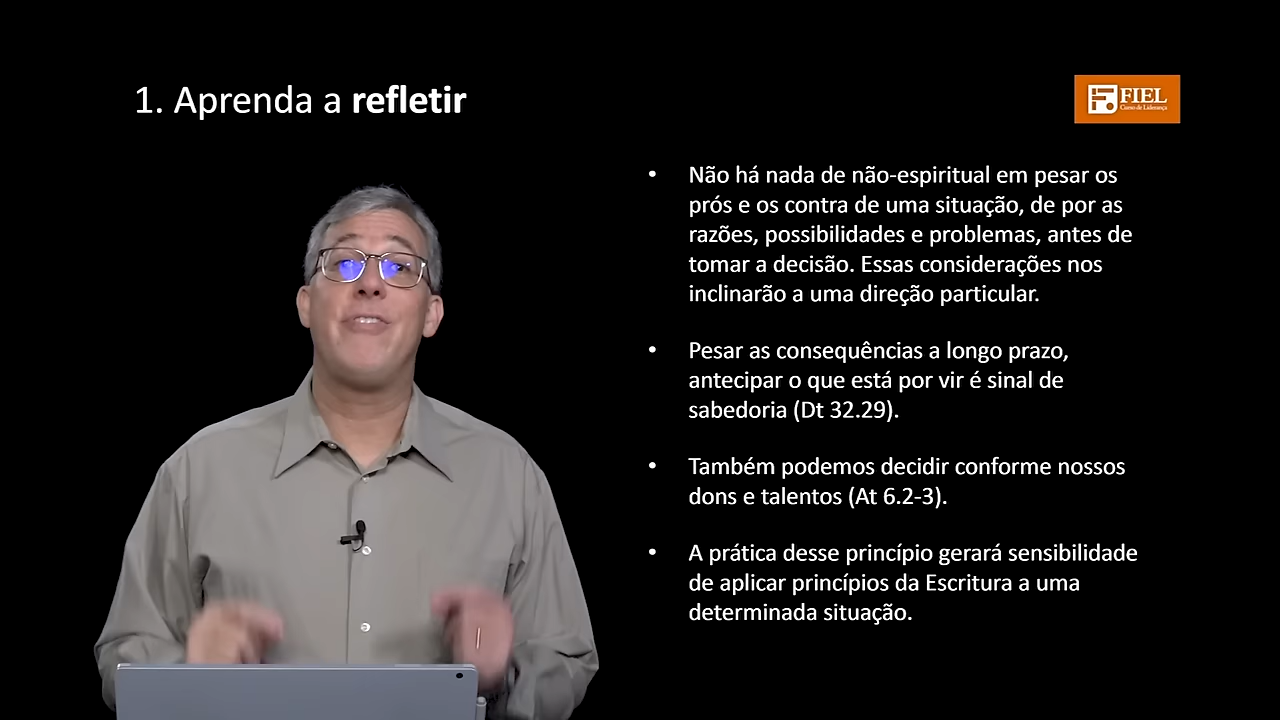 1. Aprenda a refletir
FIEL
Curso de Liderança
• Não há nada de não-espiritual em pesar os
prós e os contra de uma situação, de por as
razões, possibilidades e problemas, antes de
tomar a decisão. Essas considerações nos
inclinarão a uma direção particular.
• Pesar as consequências a longo prazo,
antecipar o que está por vir é sinal de
sabedoria (Dt 32.29).
• Também podemos decidir conforme nossos
dons e talentos (At 6.2-3).
• A prática desse princípio gerará sensibilidade
de aplicar princípios da Escritura a uma
determinada situação.